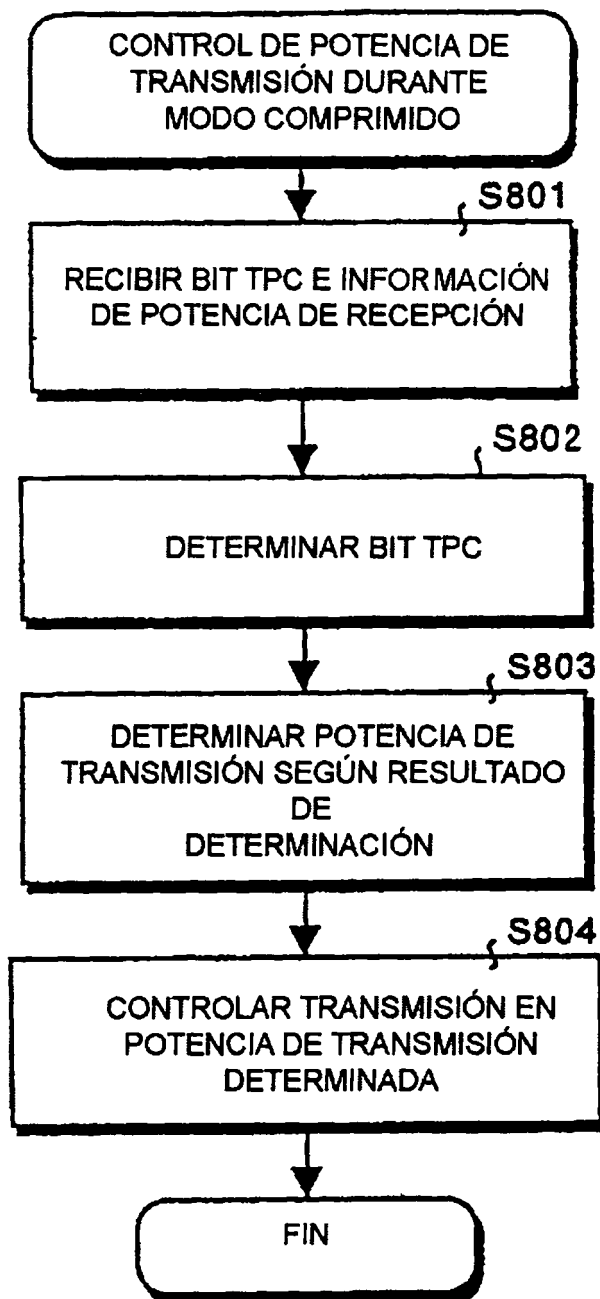 CONTROL DE POTENCIA DE
TRANSMISIÓN DURANTE
MODO COMPRIMIDO
S801
RECIBIR BIT TPC E INFORMACIÓN
DE POTENCIA DE RECEPCIÓN
S802
DETERMINAR BIT TPC
S803
DETERMINAR POTENCIA DE
TRANSMISIÓN SEGÚN RESULTADO
DE
DETERMINACIÓN
S804
CONTROLAR TRANSMISIÓN EN
POTENCIA DE TRANSMISIÓN
DETERMINADA
FIN